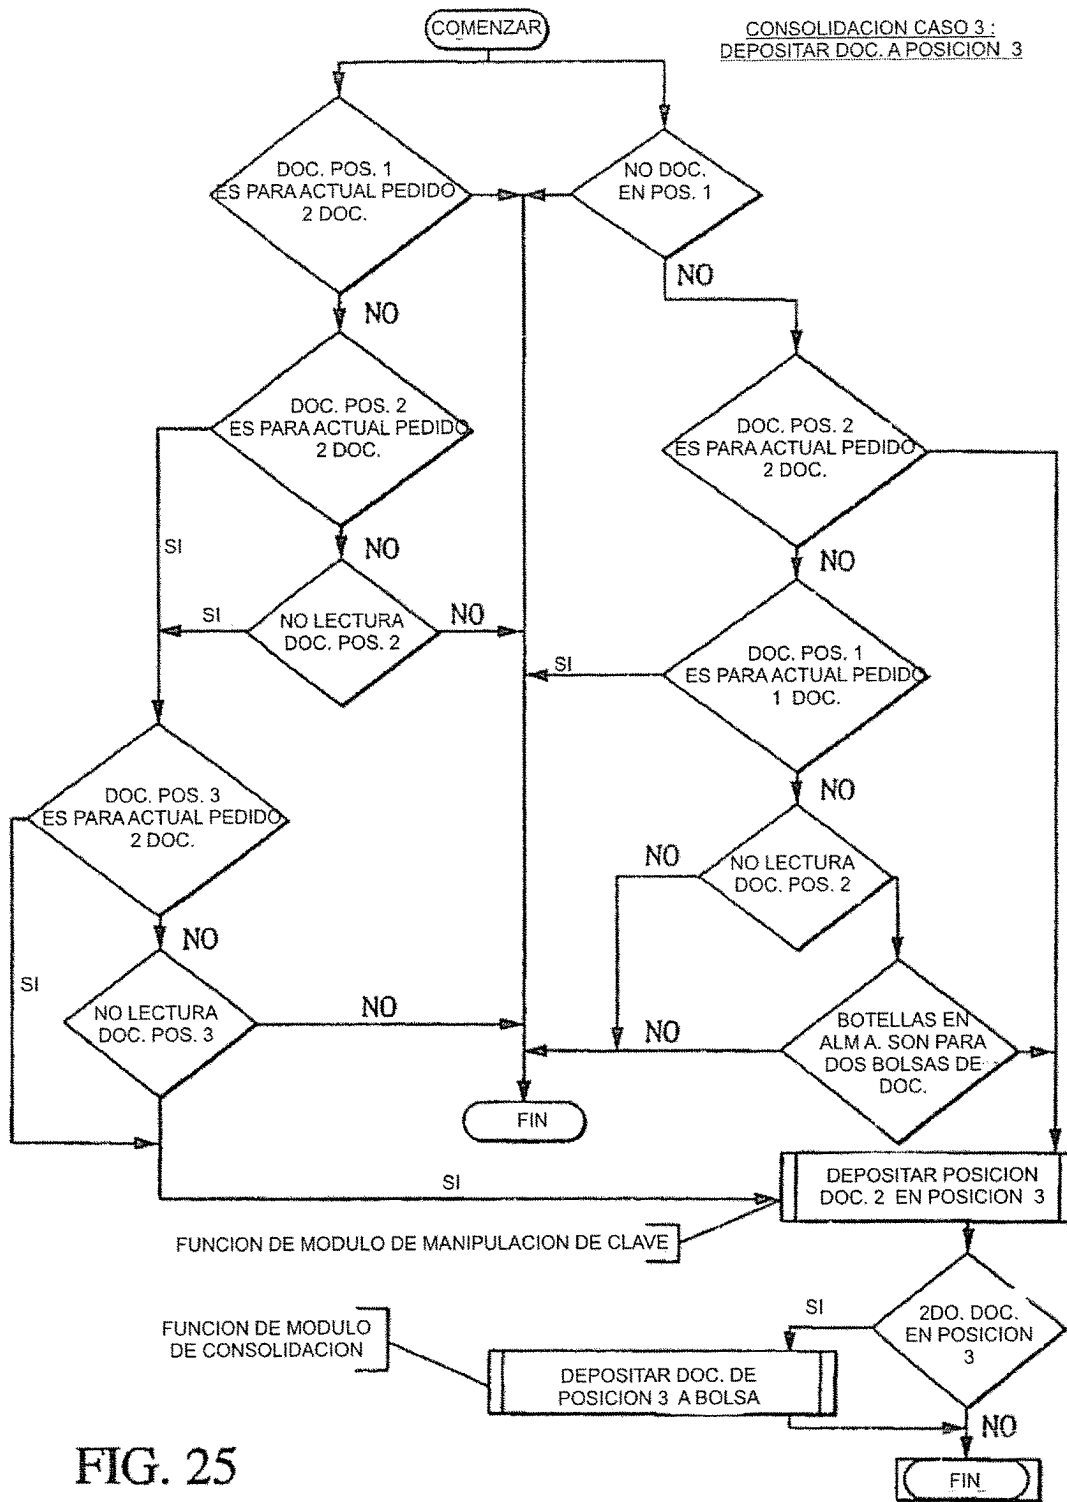 COMENZAR
CONSOLIDACION CASO 3 :
DEPOSITAR DOC. A POSICION 3
DOC. POS. 1
ES PARA ACTUAL PEDIDO
2 DOC.
NO DOC.
EN POS. 1
NO
NO
DOC. POS. 2
ES PARA ACTUAL PEDIDO
2 DOC.
DOC. POS. 2
ES PARA ACTUAL PEDIDO
2 DOC.
SI
NO
NO
NO LECTURA
DOC. POS. 2
SI
NO
DOC. POS. 1
ES PARA ACTUAL PEDIDO
1 DOC.
SI
NO
DOC. POS. 3
ES PARA ACTUAL PEDIDO
2 DOC.
NO LECTURA
DOC. POS. 2
NO
NO
SI
NO LECTURA
DOC. POS. 3
NO
BOTELLAS EN
ALM A. SON PARA
DOS BOLSAS DE
DOC.
NO
FIN
SI
DEPOSITAR POSICION
DOC. 2 EN POSICION 3
FUNCION DE MODULO DE MANIPULACION DE CLAVE
2DO. DOC.
EN POSICION
3
SI
FUNCION DE MODULO
DE CONSOLIDACION
DEPOSITAR DOC. DE
POSICION 3 A BOLSA
NO
FIN
FIG. 25